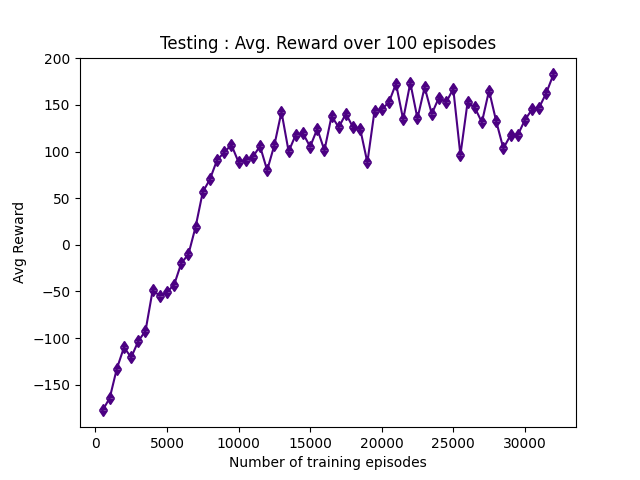 Testing : Avg. Reward over 100 episodes
200
150
100
50
0
−50
−100
−150
Avg Reward
0 5000 10000 15000 20000 25000 30000
Number of training episodes